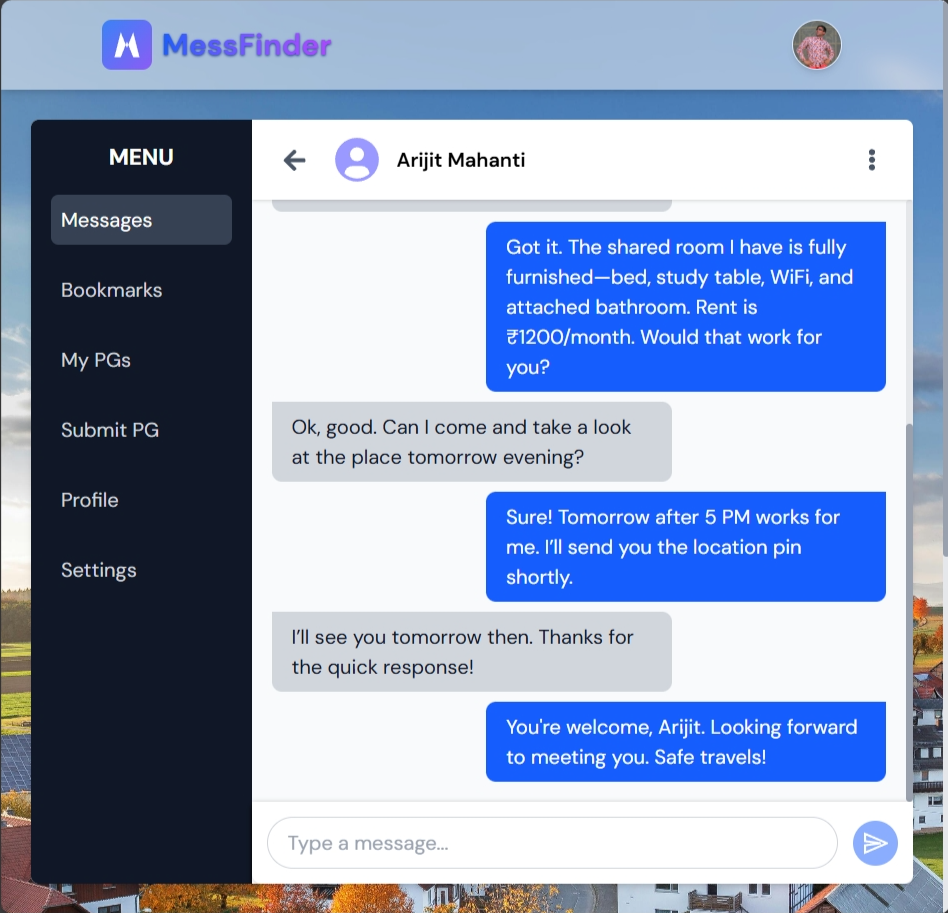 MessFinder
MENU
Messages
Bookmarks
My PGs
Submit PG
Profile
Settings
Arijit Mahanti
Got it. The shared room I have is fully
furnished—bed, study table, WiFi, and
attached bathroom. Rent is
₹1200/month. Would that work for
you?
Ok, good. Can I come and take a look
at the place tomorrow evening?
Sure! Tomorrow after 5 PM works for
me. I’ll send you the location pin
shortly.
I’ll see you tomorrow then. Thanks for
the quick response!
You're welcome, Arijit. Looking forward
to meeting you. Safe travels!
Type a message...